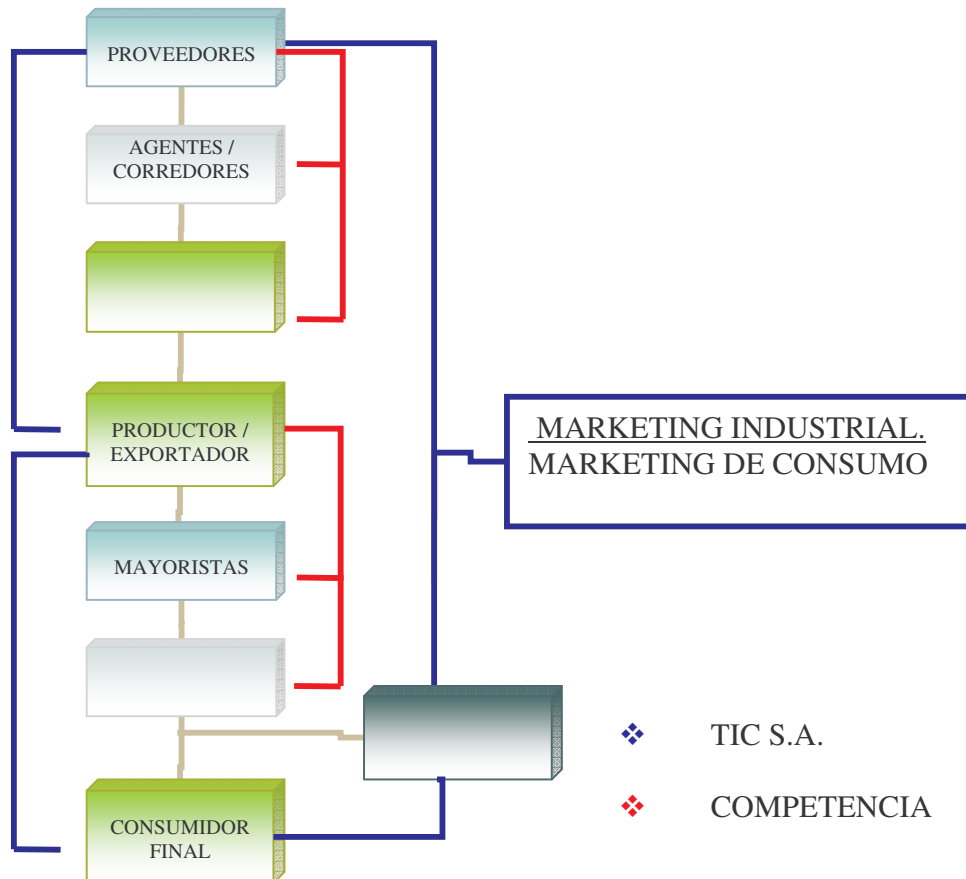 PROVEEDORES
AGENTES /
CORREDORES
PRODUCTOR /
EXPORTADOR
MARKETING INDUSTRIAL.
MARKETING DE CONSUMO
MAYORISTAS
TIC S.A.
COMPETENCIA
CONSUMIDOR
FINAL